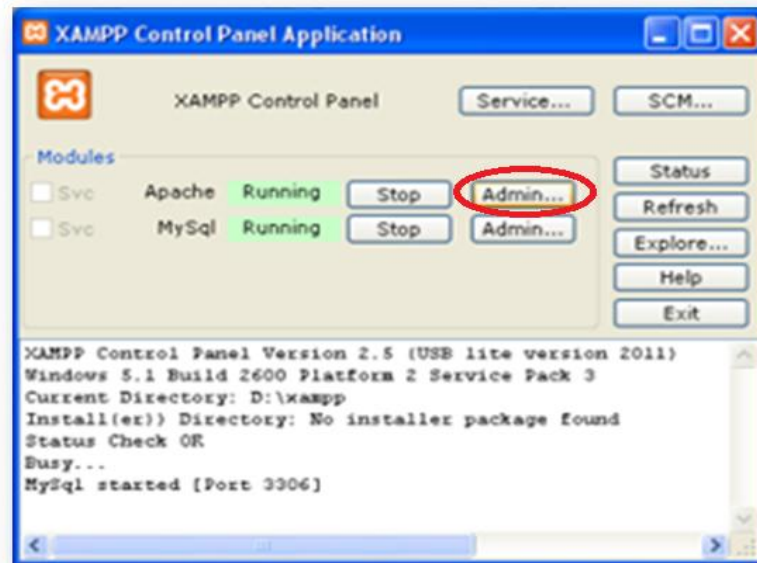 XAMPP Control Panel Application
XAMPP Control Panel Service... SCM...
Modules
Svc Apache Running Stop Admin...
Svc MySql Running Stop Admin...
Status
Refresh
Explore...
Help
Exit
XAMPP Control Panel Version 2.5 (USB lite version 2011)
Windows 5.1 Build 2600 Platform 2 Service Pack 3
Current Directory: D:\xampp
Install(er)) Directory: No installer package found
Status Check OK
Busy...
MySql started [Port 3306]